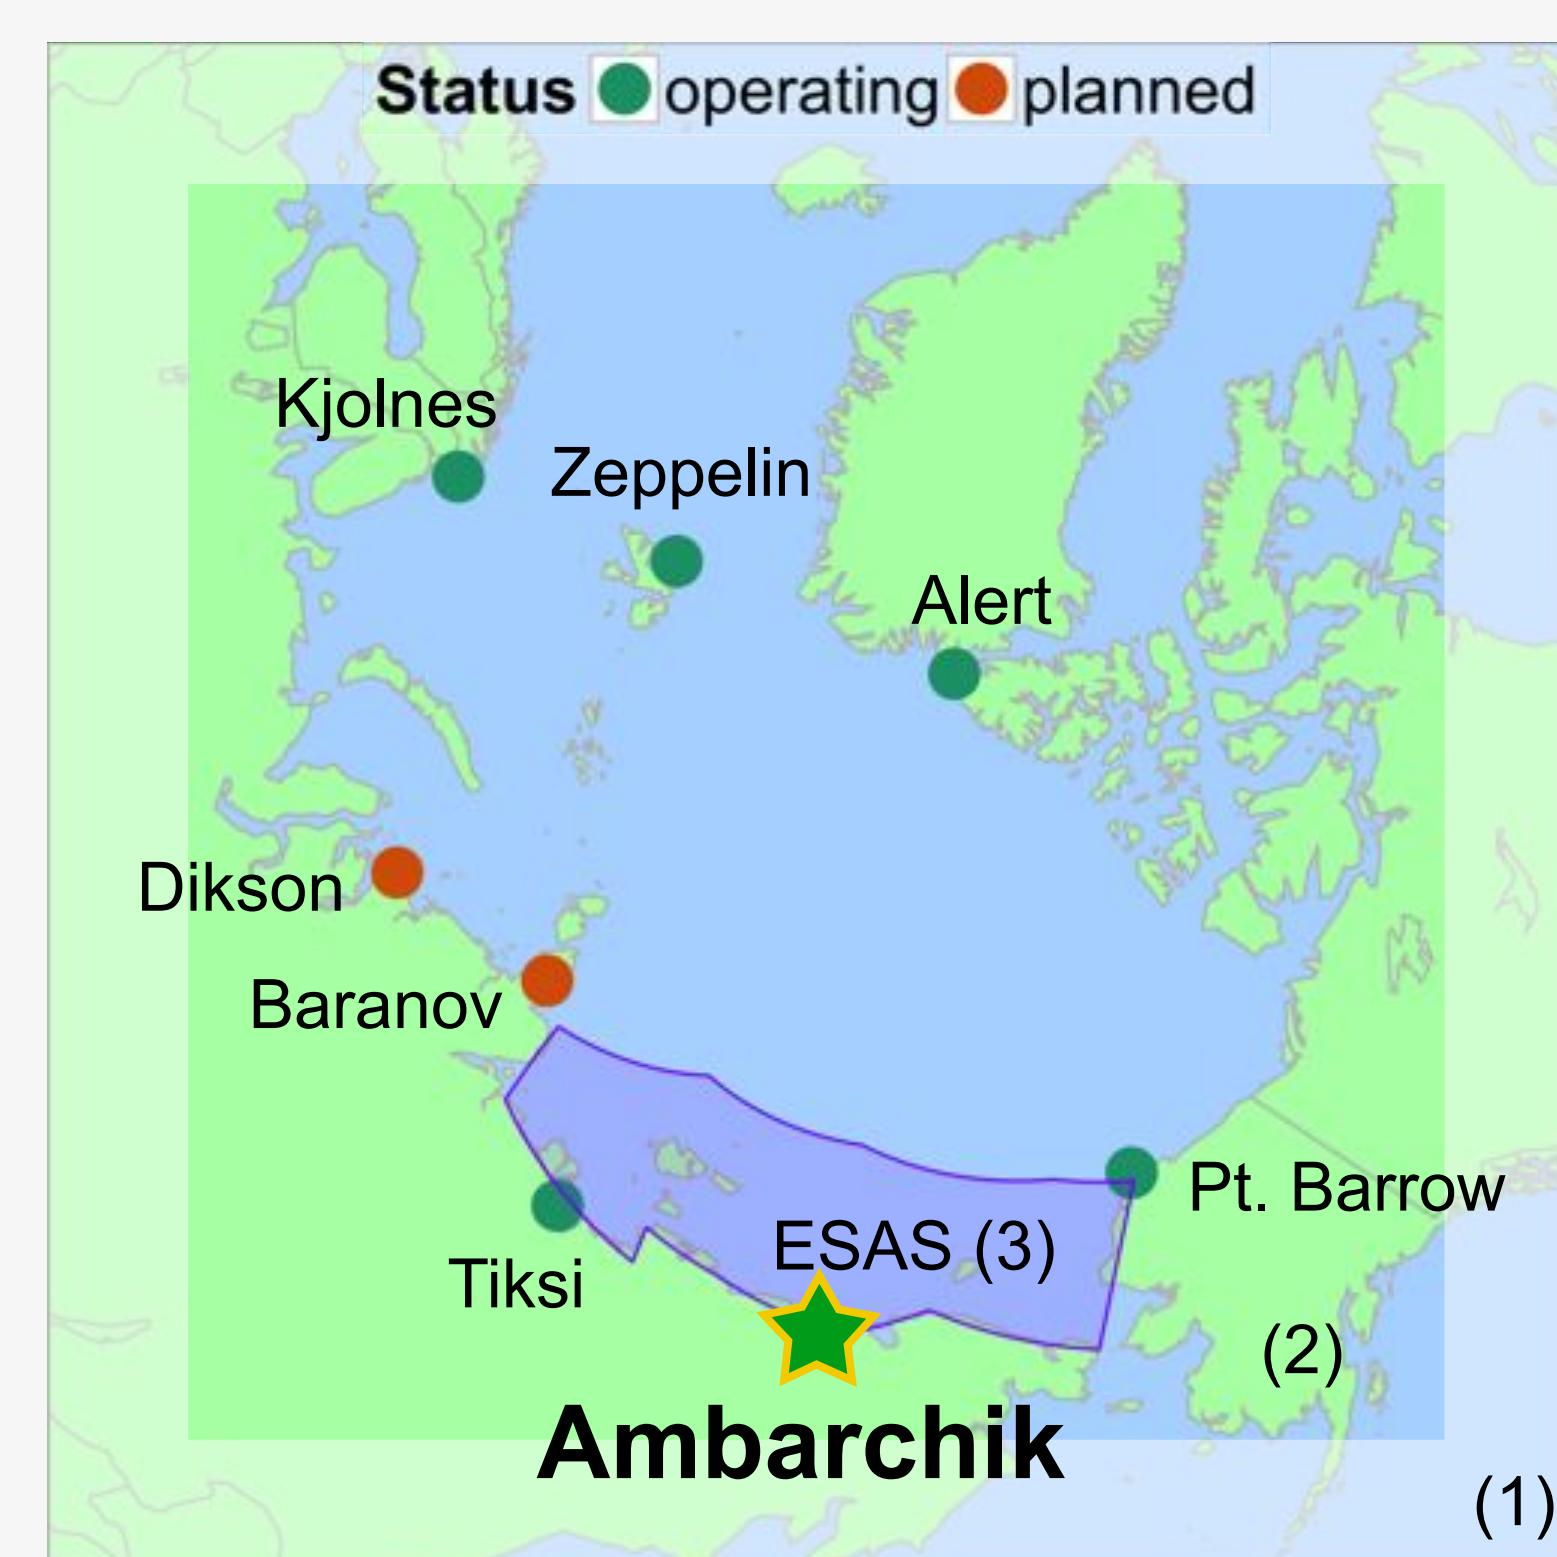 Status operating planned
Kjolnes
Zeppelin
Alert
Dikson
Baranov
Pt. Barrow
ESAS (3)
Tiksi
(2)
Ambarchik
(1)